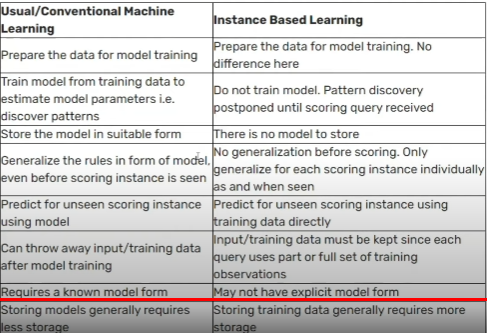 Usual/Conventional Machine
Learning
Instance Based Learning
Prepare the data for model training
Prepare the data for model training. No
difference here
Train model from training data to
estimate model parameters i.e.
discover patterns
Do not train model. Pattern discovery
postponed until scoring query received
Store the model in suitable form
There is no model to store
Generalize the rules in form of model,
even before scoring instance is seen
No generalization before scoring. Only
generalize for each scoring instance individually
as and when seen
Predict for unseen scoring instance
using model
Predict for unseen scoring instance using
training data directly
Can throw away input/training data
after model training
Input/training data must be kept since each
query uses part or full set of training
observations
Requires a known model form
May not have explicit model form
Storing models generally requires
less storage
Storing training data generally requires more
storage